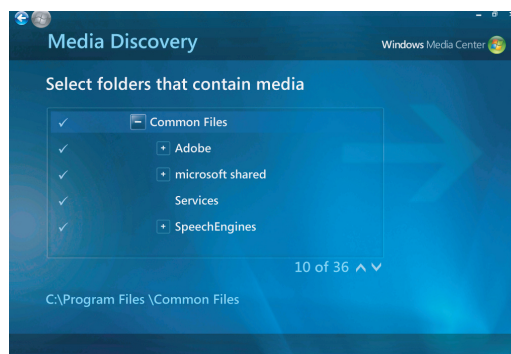 Media Discovery
Windows Media Center
Select folders that contain media
Common Files
Adobe
microsoft shared
Services
SpeechEngines
10 of 36
C:\Program Files \Common Files